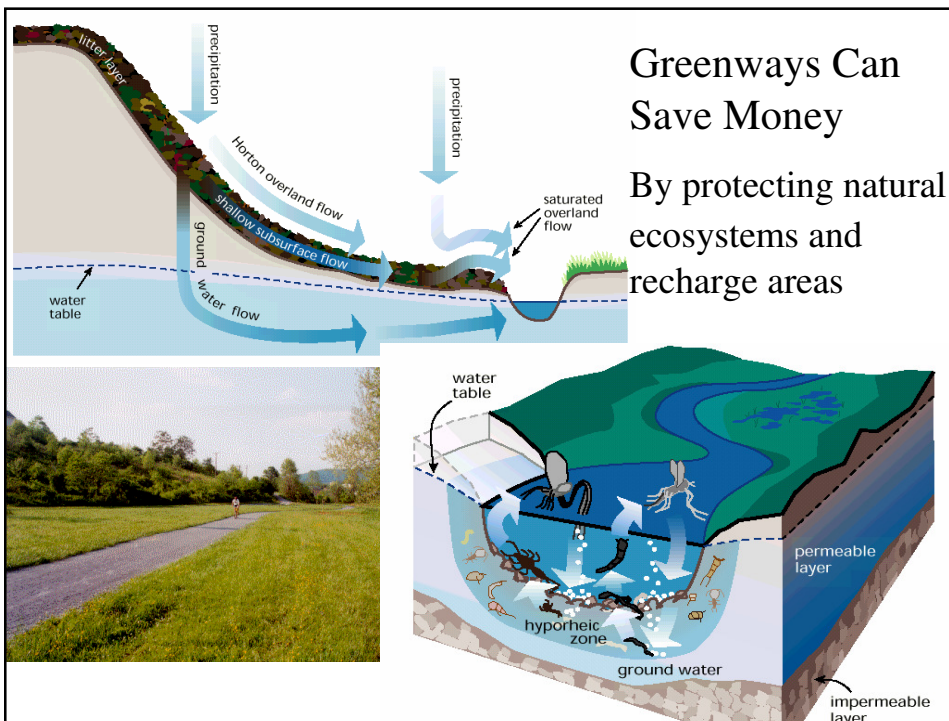 Greenways Can
Save Money
By protecting natural
ecosystems and
recharge areas
precipitation
litter layer
precipitation
Horton overland flow
saturated
overland
flow
shallow subsurface flow
ground
water flow
water
table
water
table
permeable
layer
hyporheic
zone
ground water
impermeable
layer